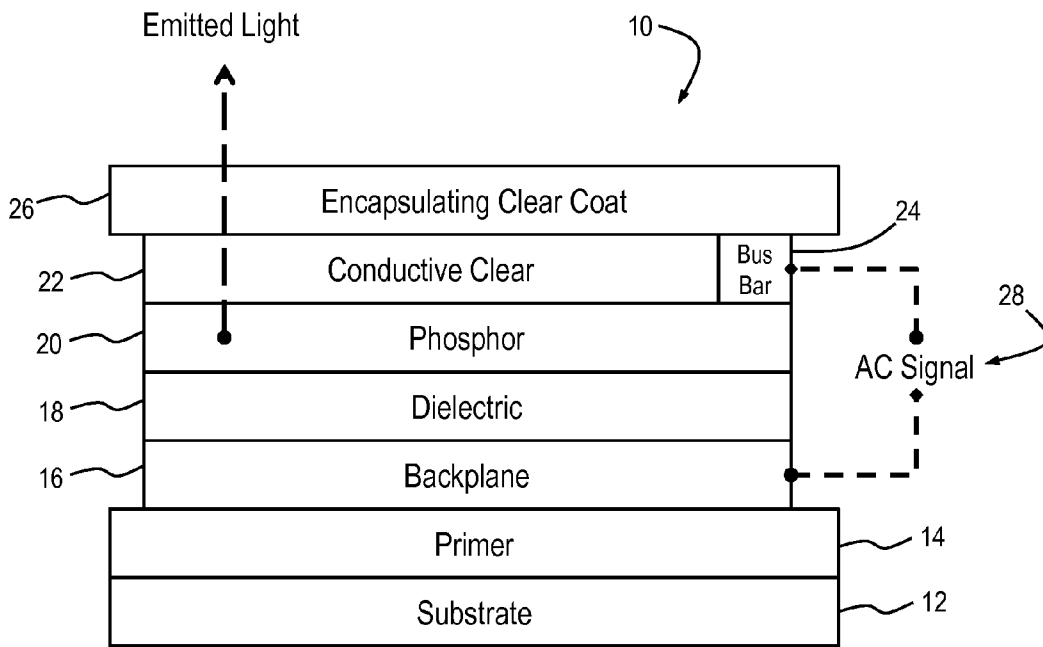 Emitted Light
10
26
Encapsulating Clear Coat
24
22
Conductive Clear
Bus
Bar
28
20
Phosphor
AC Signal
18
Dielectric
16
Backplane
Primer
14
Substrate
12